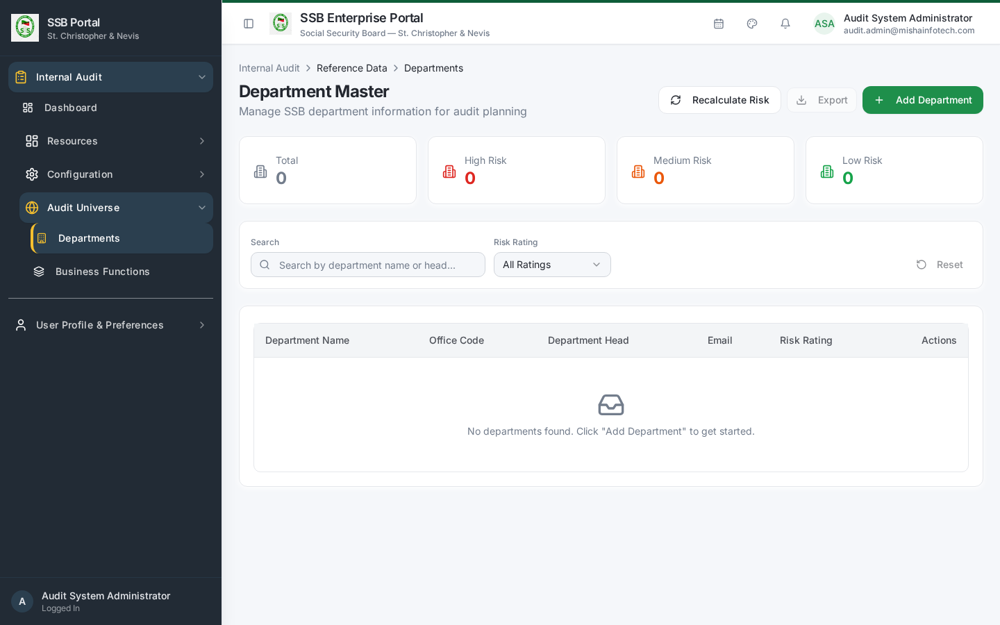 SSB Portal
St. Christopher & Nevis
Internal Audit
Dashboard
Resources
Configuration
Audit Universe
Departments
Business Functions
User Profile & Preferences
A
Audit System Administrator
Logged In
SSB Enterprise Portal
Social Security Board — St. Christopher & Nevis
ASA
Audit System Administrator
audit.admin@mishainfotech.com
Internal Audit > Reference Data > Departments
Department Master
Manage SSB department information for audit planning
Recalculate Risk
Export
Add Department
Total
0
High Risk
0
Medium Risk
0
Low Risk
0
Search
Search by department name or head...
Risk Rating
All Ratings
Reset
Department Name Office Code Department Head Email Risk Rating Actions
No departments found. Click "Add Department" to get started.